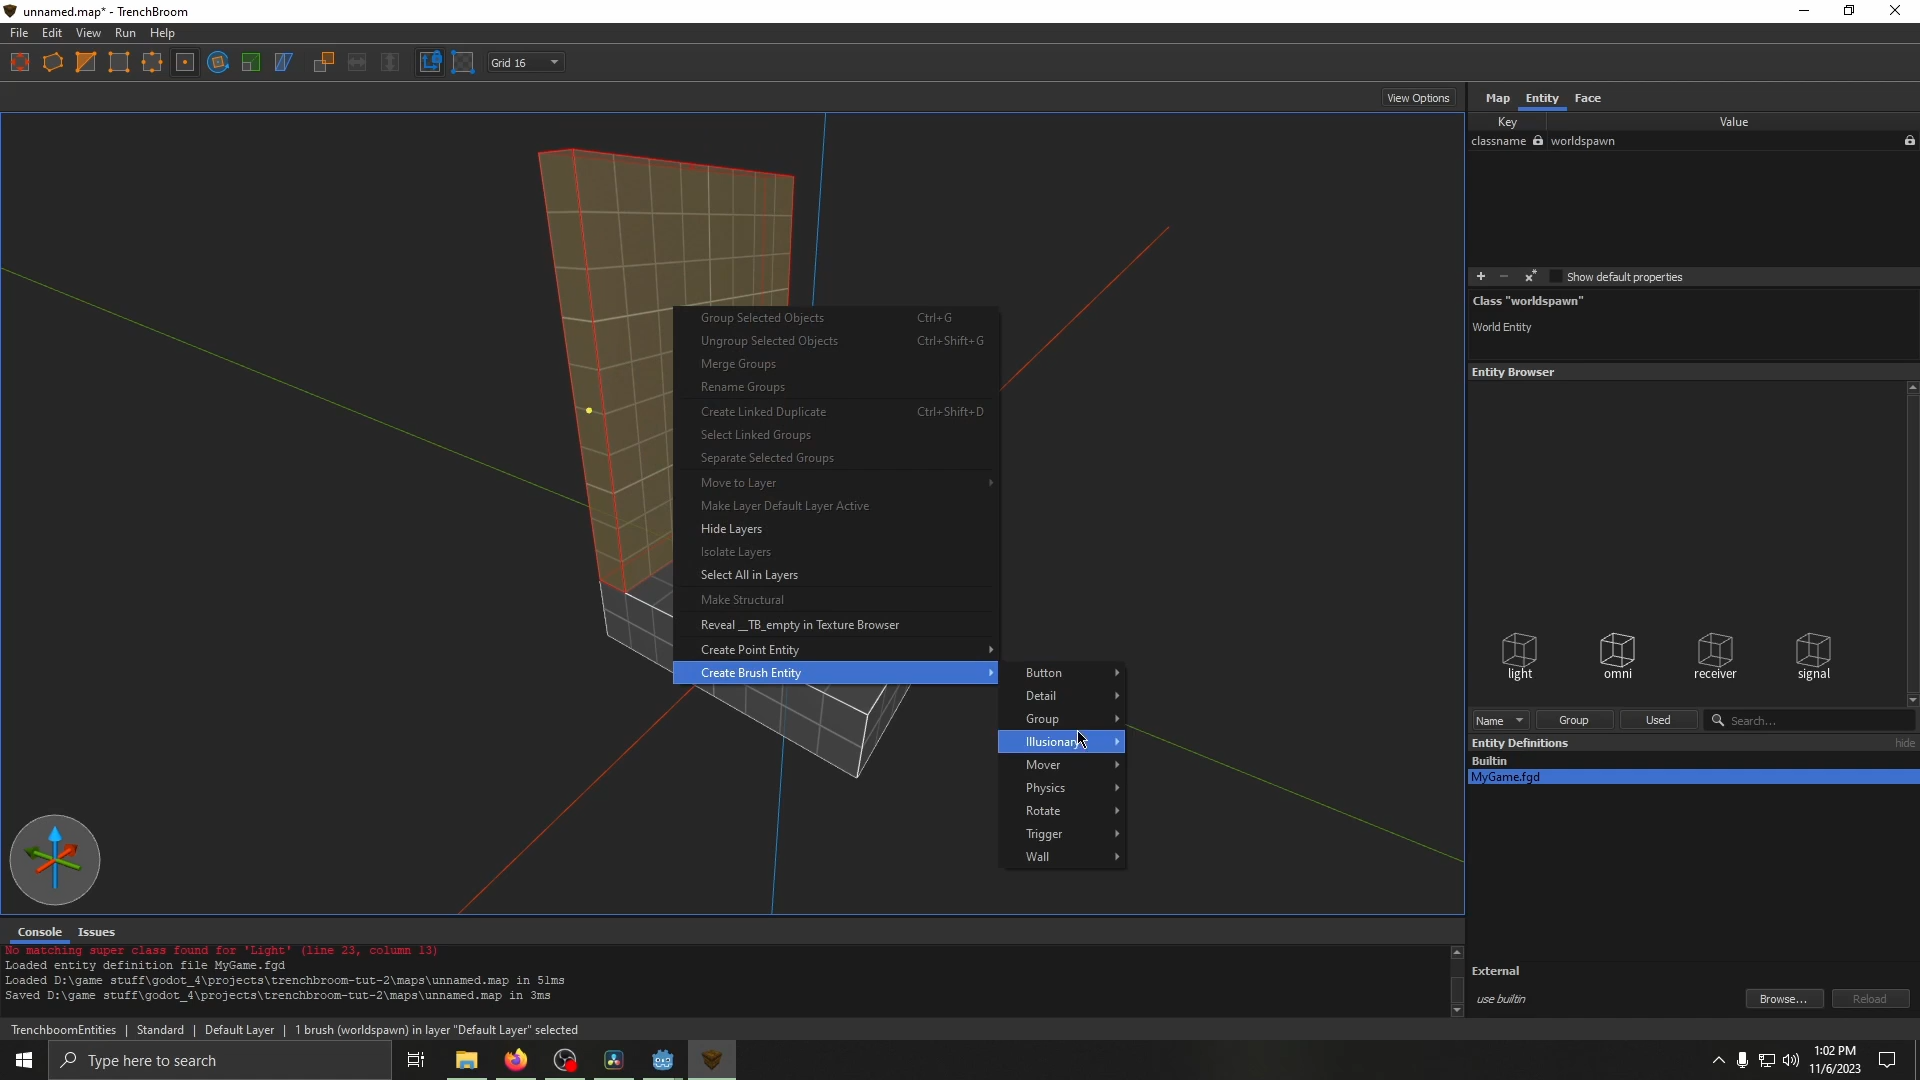 unnamed.map* - TrenchBroom
File Edit View Run Help
Grid 16
View Options
Map Entity Face
Key Value
classname worldspawn
Show default properties
Class "worldspawn"
World Entity
Entity Browser
light omni receiver signal
Name Group Used Search...
Entity Definitions hide
Builtin
MyGame.fgd
External
use builtin Browse... Reload
Group Selected Objects Ctrl+G
Ungroup Selected Objects Ctrl+Shift+G
Merge Groups
Rename Groups
Create Linked Duplicate Ctrl+Shift+D
Select Linked Groups
Separate Selected Groups
Move to Layer
Make Layer Default Layer Active
Hide Layers
Isolate Layers
Select All in Layers
Make Structural
Reveal __TB_empty in Texture Browser
Create Point Entity
Create Brush Entity
Button
Detail
Group
Illusionary
Mover
Physics
Rotate
Trigger
Wall
Console Issues
No matching super class found for 'Light' (line 23, column 13)
Loaded entity definition file MyGame.fgd
Loaded D:\game stuff\godot_4\projects\trenchbroom-tut-2\maps\unnamed.map in 51ms
Saved D:\game stuff\godot_4\projects\trenchbroom-tut-2\maps\unnamed.map in 3ms
TrenchboomEntities | Standard | Default Layer | 1 brush (worldspawn) in layer "Default Layer" selected
Type here to search
1:02 PM
11/6/2023